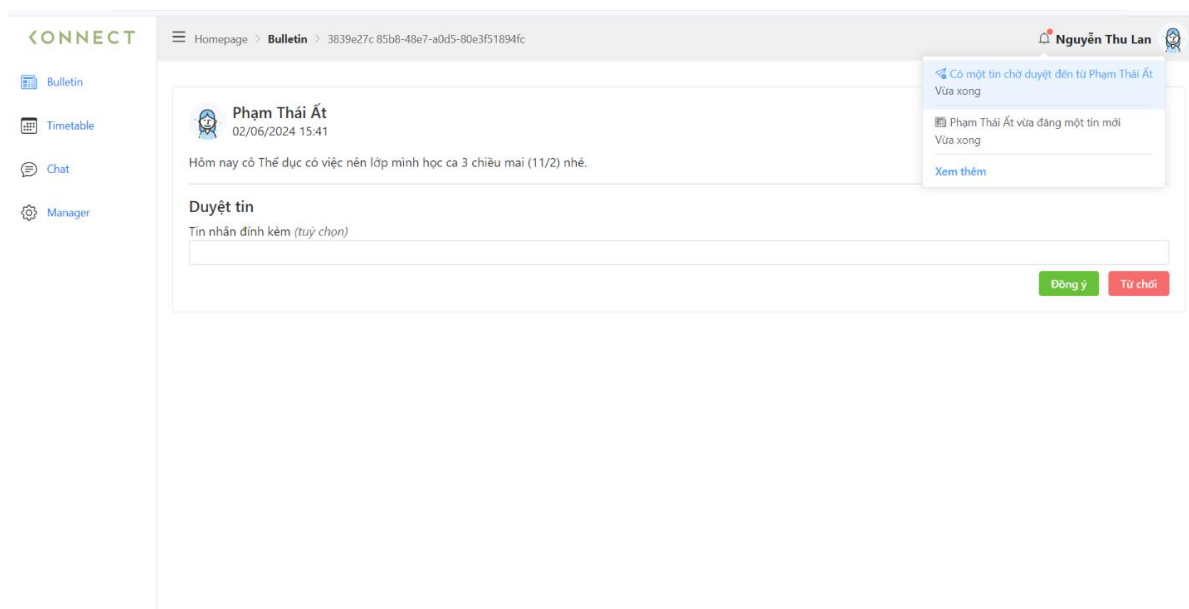 KONNECT
Homepage > Bulletin > 3839e27c 85b8-48e7-a0d5-80e3f51894fc
Nguyễn Thu Lan
Bulletin
Timetable
Chat
Manager
Có một tin chờ duyệt đến từ Phạm Thái Ất
Vừa xong
Phạm Thái Ất vừa đăng một tin mới
Vừa xong
Xem thêm
Phạm Thái Ất
02/06/2024 15:41
Hôm nay cô Thể dục có việc nên lớp mình học ca 3 chiều mai (11/2) nhé.
Duyệt tin
Tin nhắn đính kèm (tuỳ chọn)
Đồng ý
Từ chối